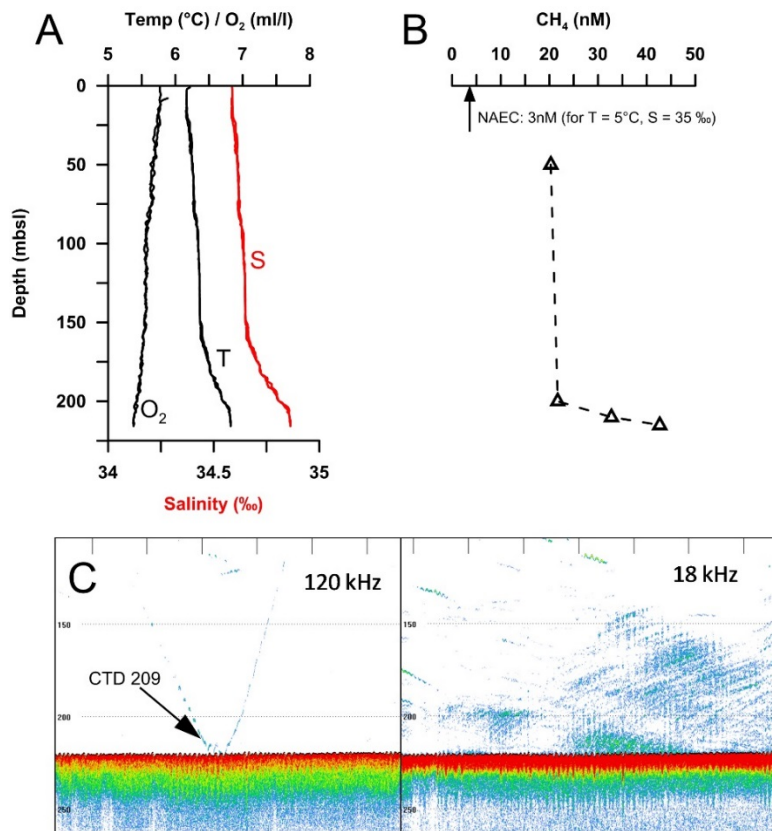 A
Temp (°C) / O₂ (ml/l)
5 6 7 8
0
50
100
150
200
Depth (mbsl)
S
T
O₂
34 34.5 35
Salinity (‰)
B
CH₄ (nM)
0 10 20 30 40 50
NAEC: 3nM (for T = 5°C, S = 35 ‰)
C
120 kHz
150
CTD 209
200
250
18 kHz
150
200
250